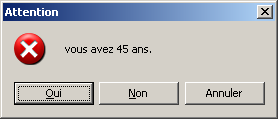 Attention
vous avez 45 ans.
Oui
Non
Annuler